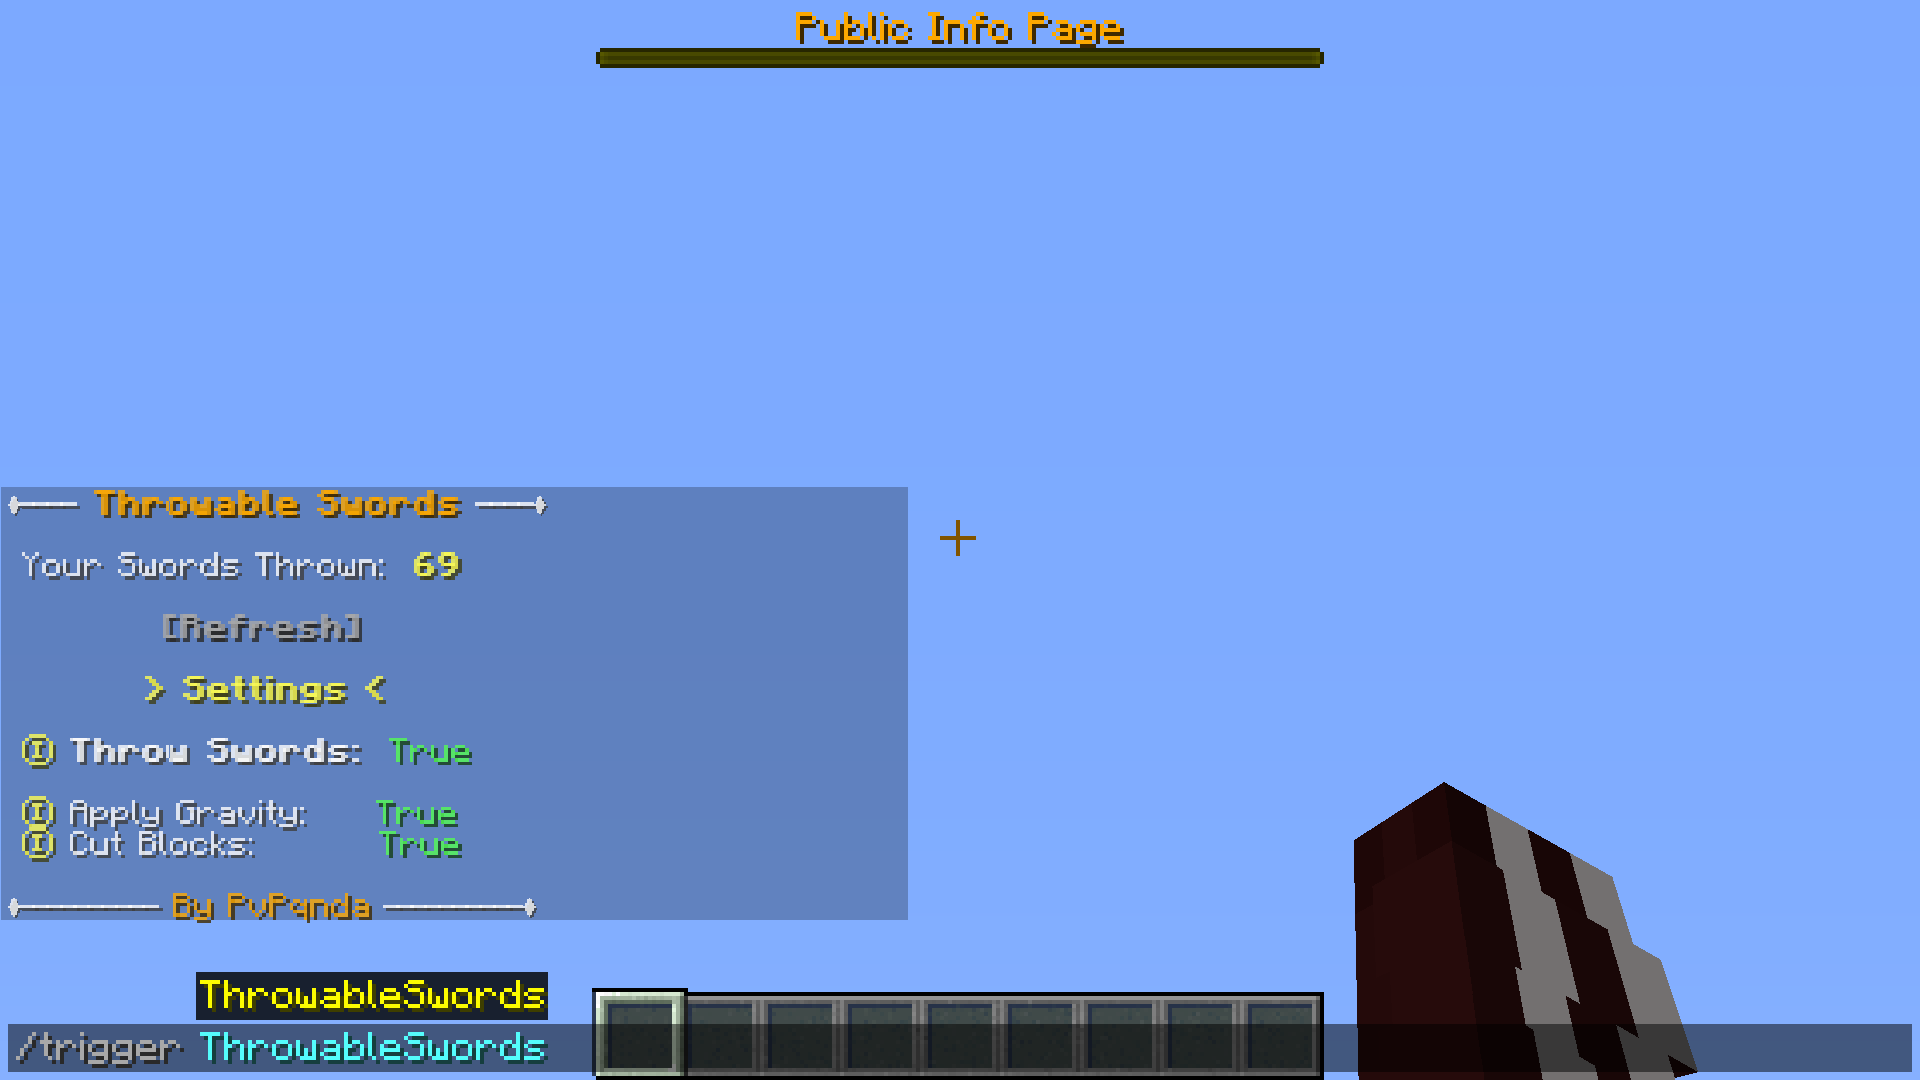 Public Info Page
Throwable Swords
Your Swords Thrown: 69
[Refresh]
> Settings <
Ⓘ Throw Swords: True
Ⓘ Apply Gravity: True
Ⓘ Cut Blocks: True
By PvPqnda
ThrowableSwords
/trigger ThrowableSwords